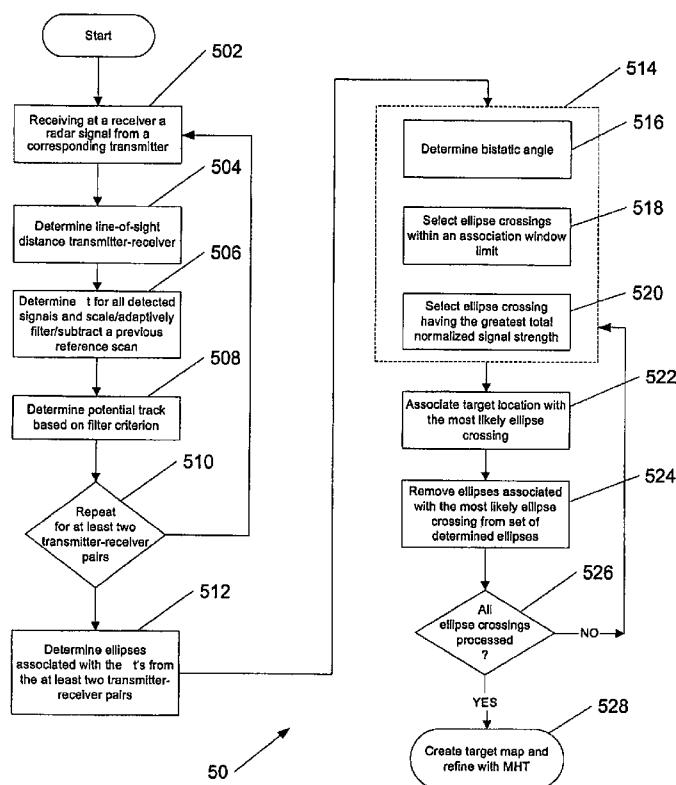 Start
502
Receiving at a receiver a
radar signal from a
corresponding transmitter
504
Determine line-of-sight
distance transmitter-receiver
506
Determine t for all detected
signals and scale/adaptively
filter/subtract a previous
reference scan
508
Determine potential track
based on filter criterion
510
Repeat
for at least two
transmitter-receiver
pairs
512
Determine ellipses
associated with the t's from
the at least two transmitter-
receiver pairs
50
514
516
Determine bistatic angle
518
Select ellipse crossings
within an association window
limit
520
Select ellipse crossing
having the greatest total
normalized signal strength
522
Associate target location with
the most likely ellipse
crossing
524
Remove ellipses associated
with the most likely ellipse
crossing from set of
determined ellipses
526
All
ellipse crossings
processed
?
NO
YES
528
Create target map and
refine with MHT